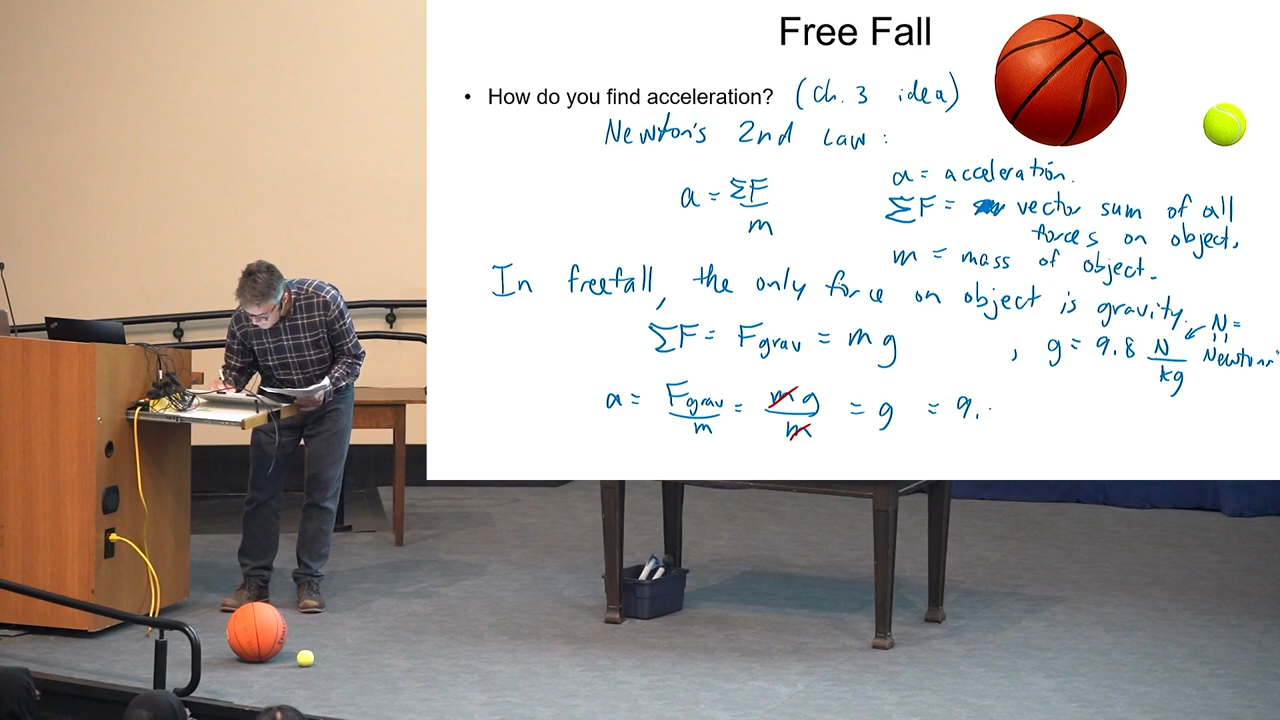 Free Fall
• How do you find acceleration? (Ch. 3 idea)
Newton's 2nd Law:
a = ΣF/m
a = acceleration.
ΣF = vector sum of all
forces on object.
m = mass of object.
In freefall, the only force on object is gravity.
ΣF = Fgrav = mg , g = 9.8 N/kg
N =
Newtons
a = Fgrav/m = mg/m = g = 9.